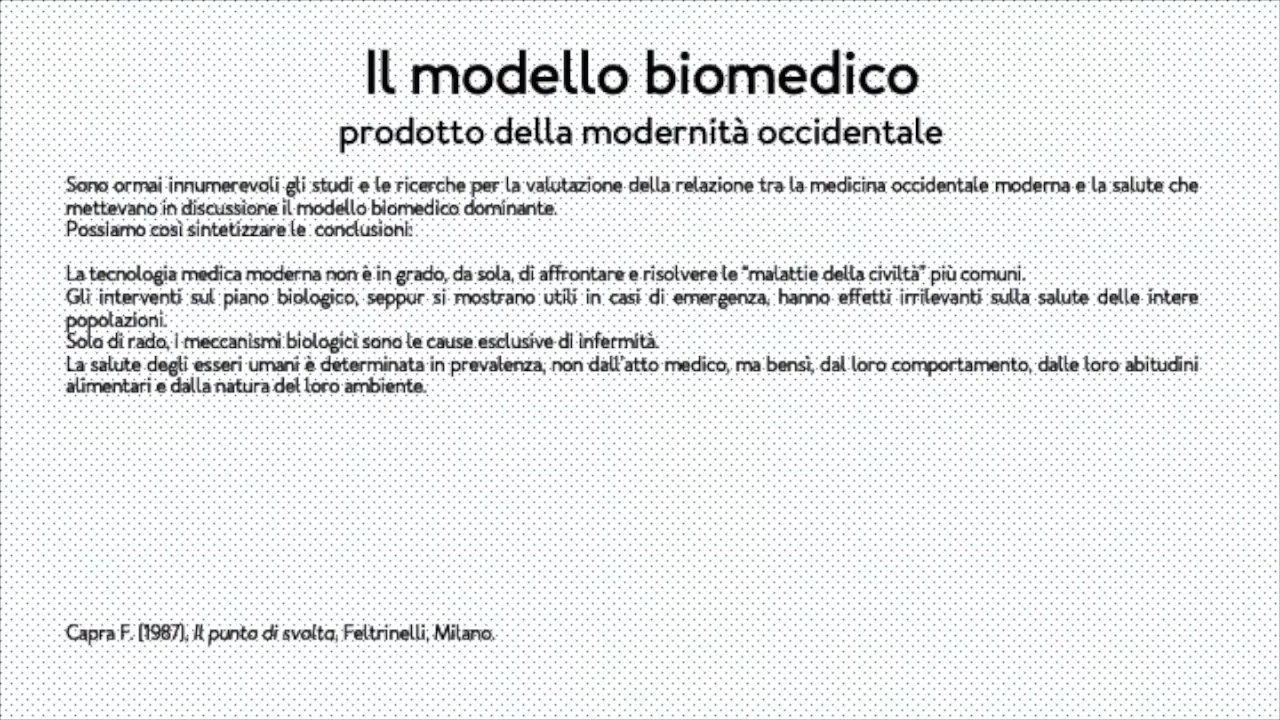 Il modello biomedico
prodotto della modernità occidentale
Sono ormai innumerevoli gli studi e le ricerche per la valutazione della relazione tra la medicina occidentale moderna e la salute che
mettevano in discussione il modello biomedico dominante.
Possiamo così sintetizzare le conclusioni:
La tecnologia medica moderna non è in grado, da sola, di affrontare e risolvere le “malattie della civiltà” più comuni.
Gli interventi sul piano biologico, seppur si mostrano utili in casi di emergenza, hanno effetti irrilevanti sulla salute delle intere
popolazioni.
Solo di rado, i meccanismi biologici sono le cause esclusive di infermità.
La salute degli esseri umani è determinata in prevalenza, non dall’atto medico, ma bensì, dal loro comportamento, dalle loro abitudini
alimentari e dalla natura del loro ambiente.
Capra F. (1987), Il punto di svolta, Feltrinelli, Milano.